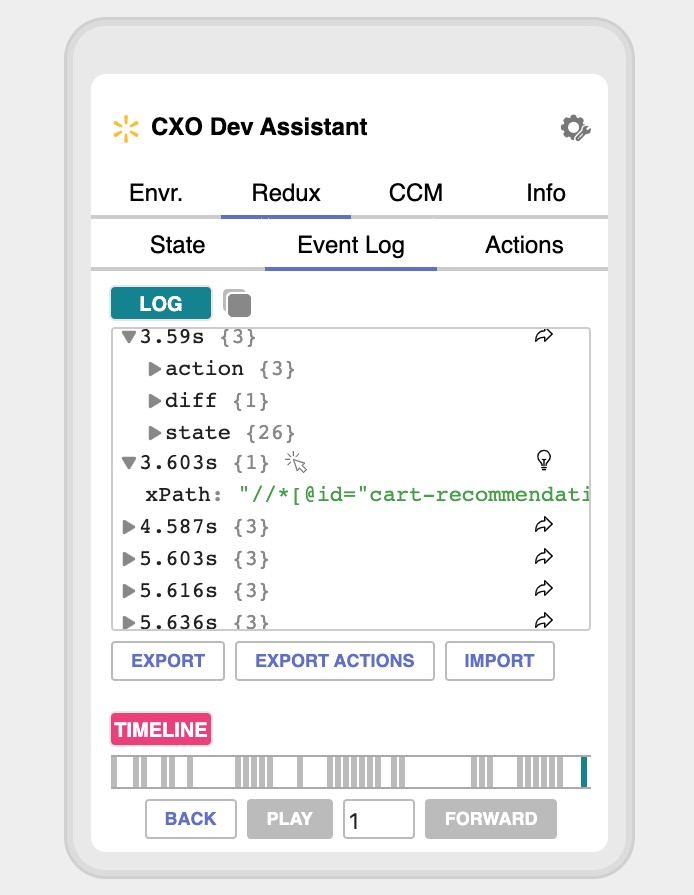 CXO Dev Assistant
Envr. Redux CCM Info
State Event Log Actions
LOG
3.59s {3}
action {3}
diff {1}
state {26}
3.603s {1}
xPath: "//*[@id="cart-recommendati
4.587s {3}
5.603s {3}
5.616s {3}
5.636s {3}
EXPORT EXPORT ACTIONS IMPORT
TIMELINE
BACK PLAY 1 FORWARD